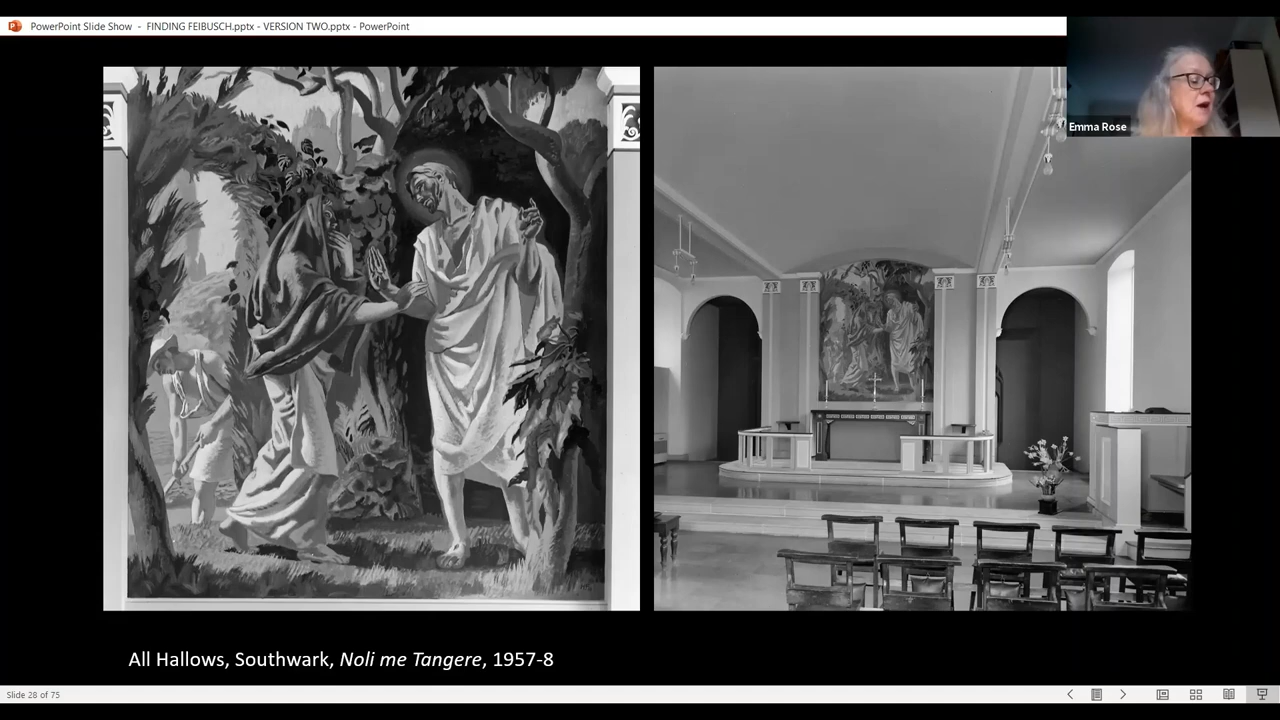 PowerPoint Slide Show - FINDING FEIBUSCH.pptx - VERSION TWO.pptx - PowerPoint
Emma Rose
All Hallows, Southwark, Noli me Tangere, 1957-8
Slide 28 of 75